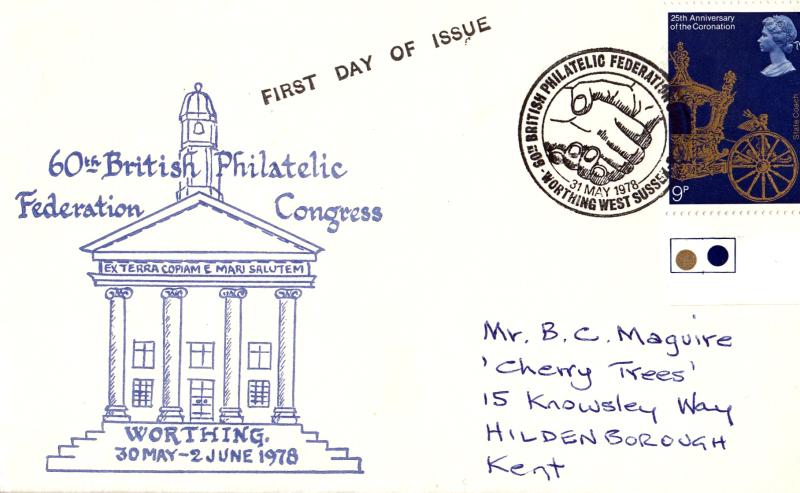 FIRST DAY OF ISSUE
60th British Philatelic
Federation Congress
EX TERRA COPIAM E MARI SALUTEM
WORTHING.
30 MAY-2 JUNE 1978
60TH BRITISH PHILATELIC FEDERATION
31 MAY 1978
WORTHING WEST SUSSEX
25th Anniversary
of the Coronation
State Coach
9P
Mr. B. C. Maguire
'Cherry Trees'
15 Knowsley Way
HILDENBOROUGH
Kent